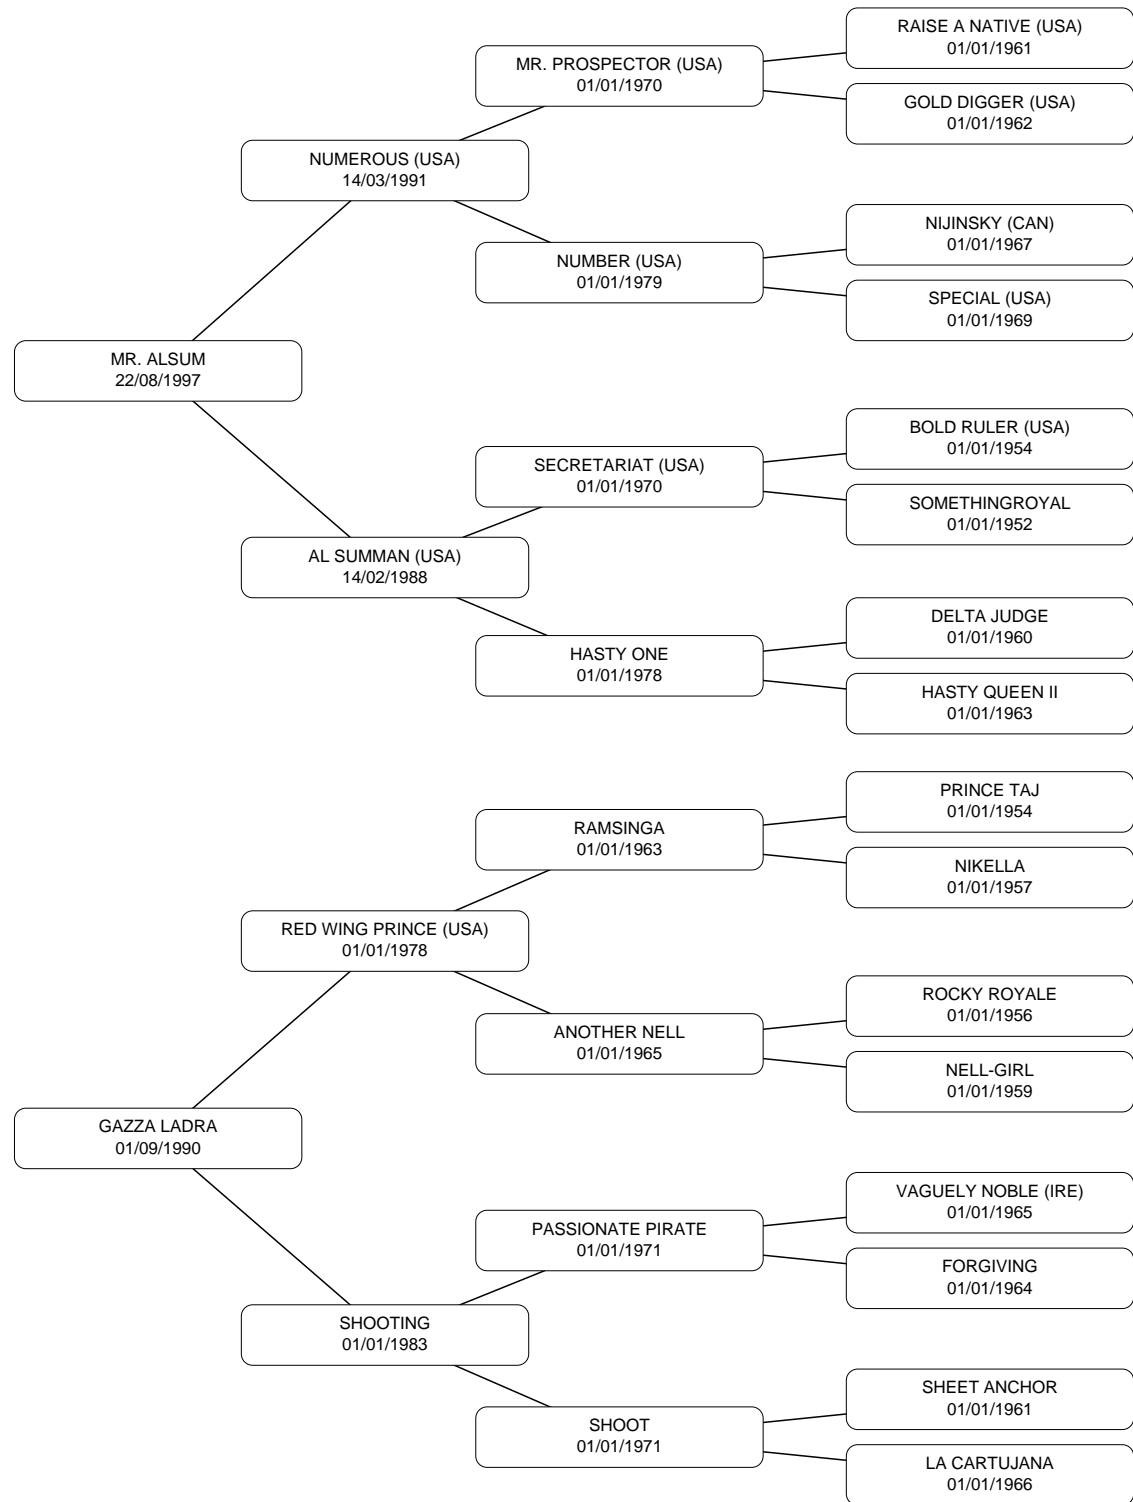 RAISE A NATIVE (USA)
01/01/1961
MR. PROSPECTOR (USA)
01/01/1970
GOLD DIGGER (USA)
01/01/1962
NUMEROUS (USA)
14/03/1991
NIJINSKY (CAN)
01/01/1967
NUMBER (USA)
01/01/1979
SPECIAL (USA)
01/01/1969
MR. ALSUM
22/08/1997
BOLD RULER (USA)
01/01/1954
SECRETARIAT (USA)
01/01/1970
SOMETHINGROYAL
01/01/1952
AL SUMMAN (USA)
14/02/1988
DELTA JUDGE
01/01/1960
HASTY ONE
01/01/1978
HASTY QUEEN II
01/01/1963
PRINCE TAJ
01/01/1954
RAMSINGA
01/01/1963
NIKELLA
01/01/1957
RED WING PRINCE (USA)
01/01/1978
ROCKY ROYALE
01/01/1956
ANOTHER NELL
01/01/1965
NELL-GIRL
01/01/1959
GAZZA LADRA
01/09/1990
VAGUELY NOBLE (IRE)
01/01/1965
PASSIONATE PIRATE
01/01/1971
FORGIVING
01/01/1964
SHOOTING
01/01/1983
SHEET ANCHOR
01/01/1961
SHOOT
01/01/1971
LA CARTUJANA
01/01/1966